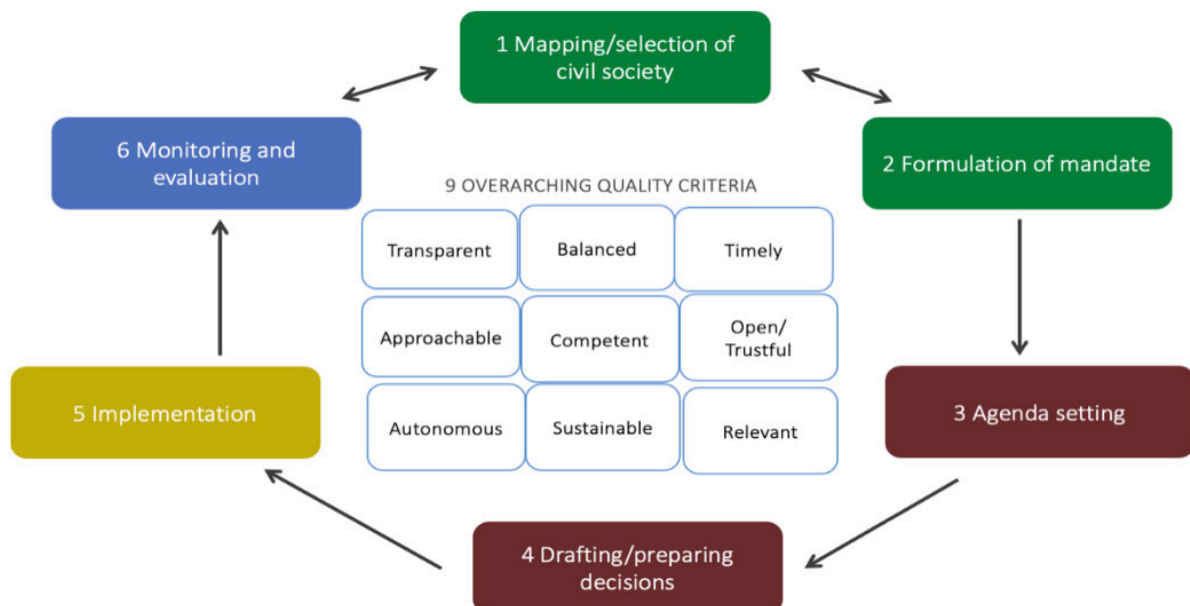 1 Mapping/selection of
civil society
6 Monitoring and
evaluation
2 Formulation of mandate
9 OVERARCHING QUALITY CRITERIA
Transparent
Balanced
Timely
Approachable
Competent
Open/
Trustful
Autonomous
Sustainable
Relevant
5 Implementation
3 Agenda setting
4 Drafting/preparing
decisions